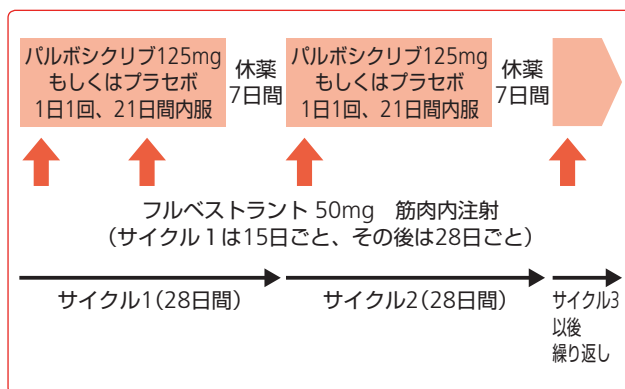 パルボシクリブ125mg
もしくはプラセボ
1日1回、21日間内服
休薬
7日間
パルボシクリブ125mg
もしくはプラセボ
1日1回、21日間内服
休薬
7日間
フルベストラント 50mg　筋肉内注射
（サイクル１は15日ごと、その後は28日ごと）
サイクル1（28日間）
サイクル2（28日間）
サイクル3
以後
繰り返し